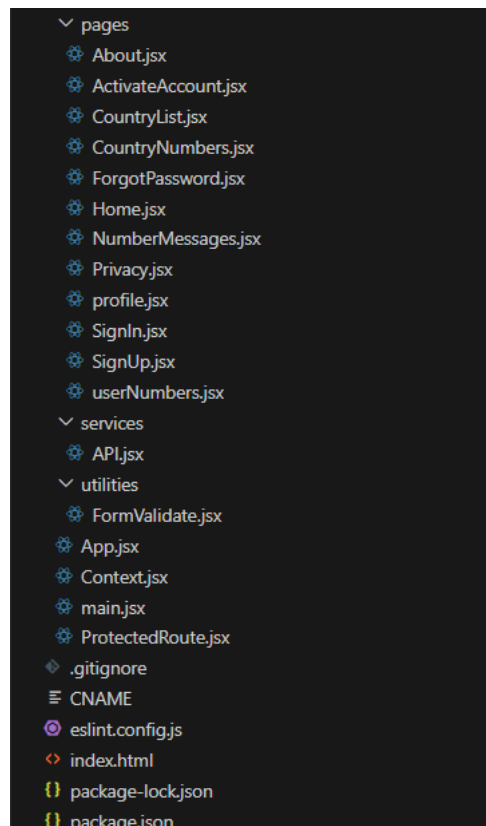 pages
About.jsx
ActivateAccount.jsx
CountryList.jsx
CountryNumbers.jsx
ForgotPassword.jsx
Home.jsx
NumberMessages.jsx
Privacy.jsx
profile.jsx
SignIn.jsx
SignUp.jsx
userNumbers.jsx
services
API.jsx
utilities
FormValidate.jsx
App.jsx
Context.jsx
main.jsx
ProtectedRoute.jsx
.gitignore
CNAME
eslint.config.js
index.html
package-lock.json
package.json